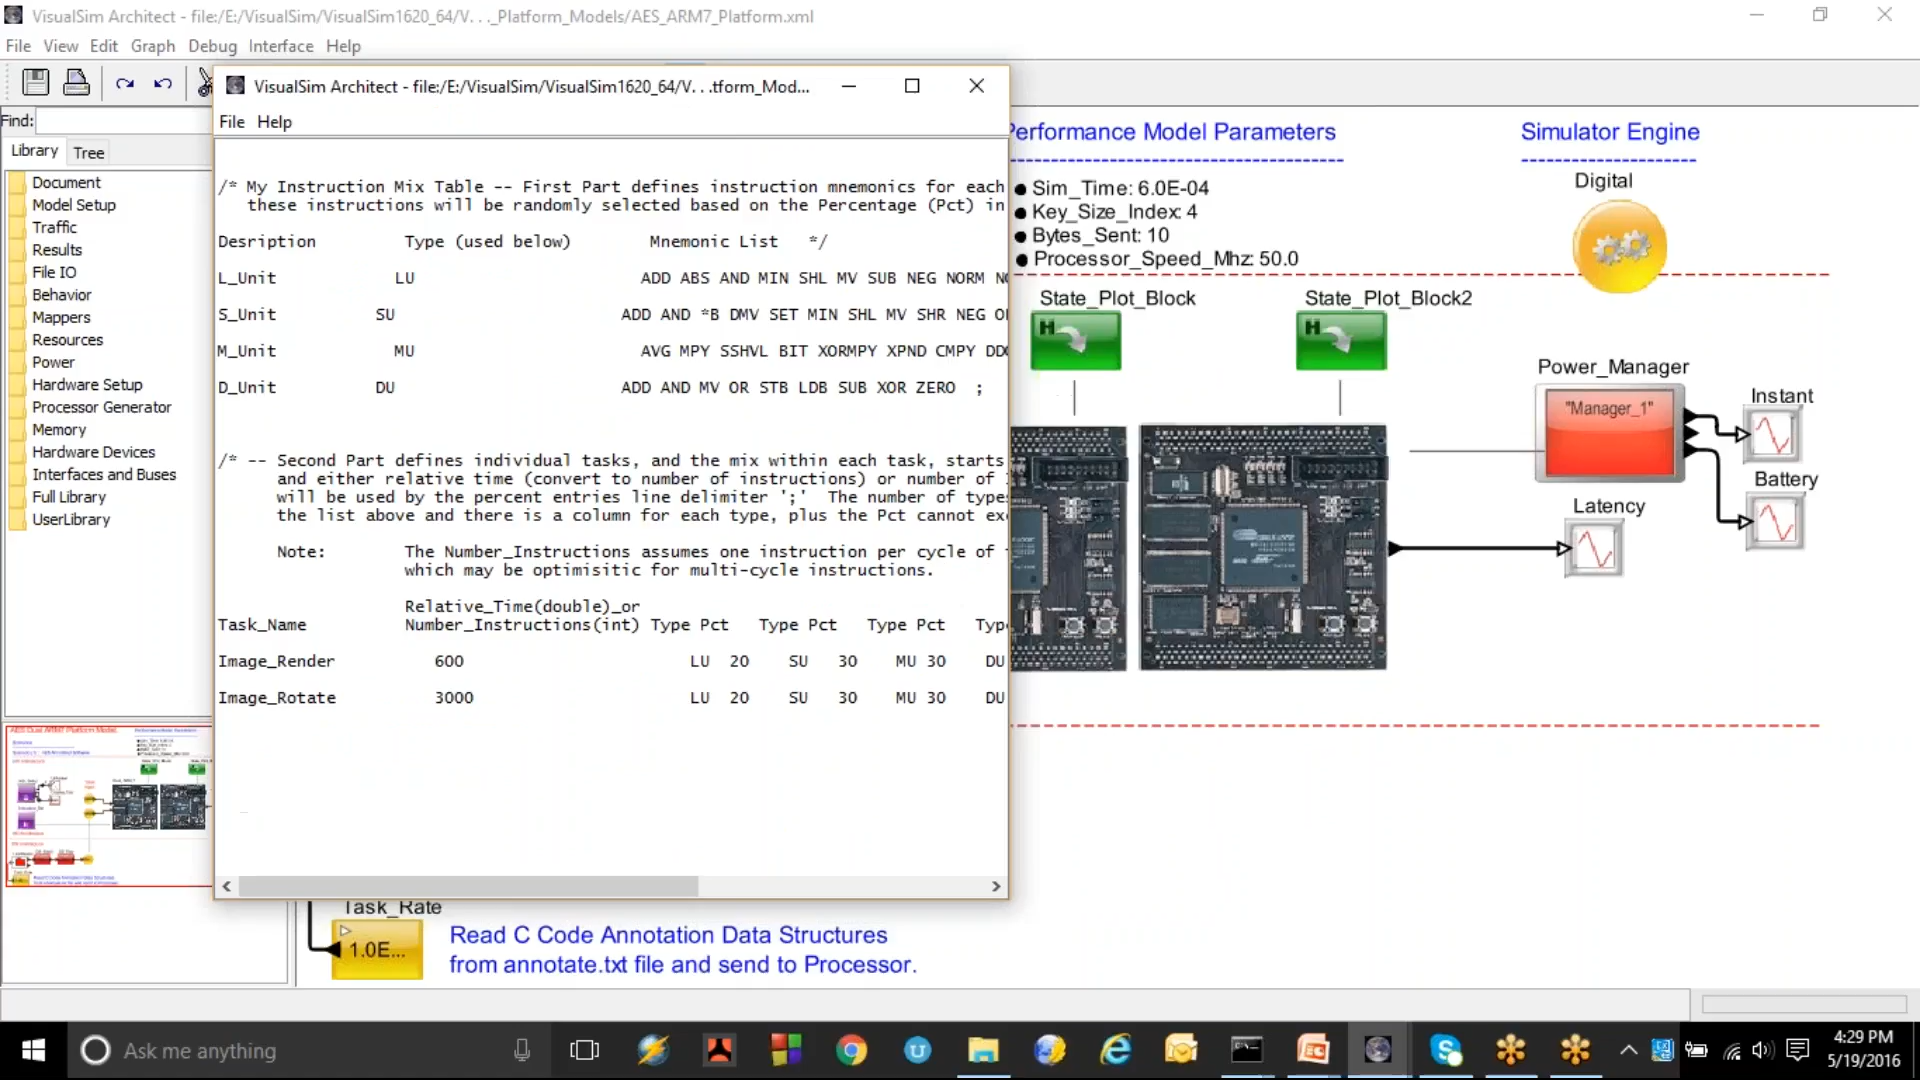 VisualSim Architect - file:/E:/VisualSim/VisualSim1620_64/V. . ._Platform_Models/AES_ARM7_Platform.xml
File View Edit Graph Debug Interface Help
VisualSim Architect - file:/E:/VisualSim/VisualSim1620_64/V. . .tform_Mod...
File Help
Find:
Library Tree
Document
Model Setup
Traffic
Results
File IO
Behavior
Mappers
Resources
Power
Hardware Setup
Processor Generator
Memory
Hardware Devices
Interfaces and Buses
Full Library
UserLibrary
/* My Instruction Mix Table -- First Part defines instruction mnemonics for each
these instructions will be randomly selected based on the Percentage (Pct) in
Desription Type (used below) Mnemonic List */
L_Unit LU ADD ABS AND MIN SHL MV SUB NEG NORM
S_Unit SU ADD AND *B DMV SET MIN SHL MV SHR NEG
M_Unit MU AVG MPY SSHVL BIT XORMPY XPND CMPY
D_Unit DU ADD AND MV OR STB LDB SUB XOR ZERO ;
/* -- Second Part defines individual tasks, and the mix within each task, starts
and either relative time (convert to number of instructions) or number of
will be used by the percent entries line delimiter ';' The number of types
the list above and there is a column for each type, plus the Pct cannot
Note: The Number_Instructions assumes one instruction per cycle of
which may be optimisitic for multi-cycle instructions.
Relative_Time(double)_or
Task_Name Number_Instructions(int) Type Pct Type Pct Type Pct
Image_Render 600 LU 20 SU 30 MU 30 DU
Image_Rotate 3000 LU 20 SU 30 MU 30 DU
Performance Model Parameters
Sim_Time: 6.0E-04
Key_Size_Index: 4
Bytes_Sent: 10
Processor_Speed_Mhz: 50.0
Simulator Engine
Digital
State_Plot_Block
State_Plot_Block2
Power_Manager
"Manager_1"
Instant
Battery
Latency
Task_Rate
1.0E...
Read C Code Annotation Data Structures
from annotate.txt file and send to Processor.
Ask me anything
4:29 PM
5/19/2016